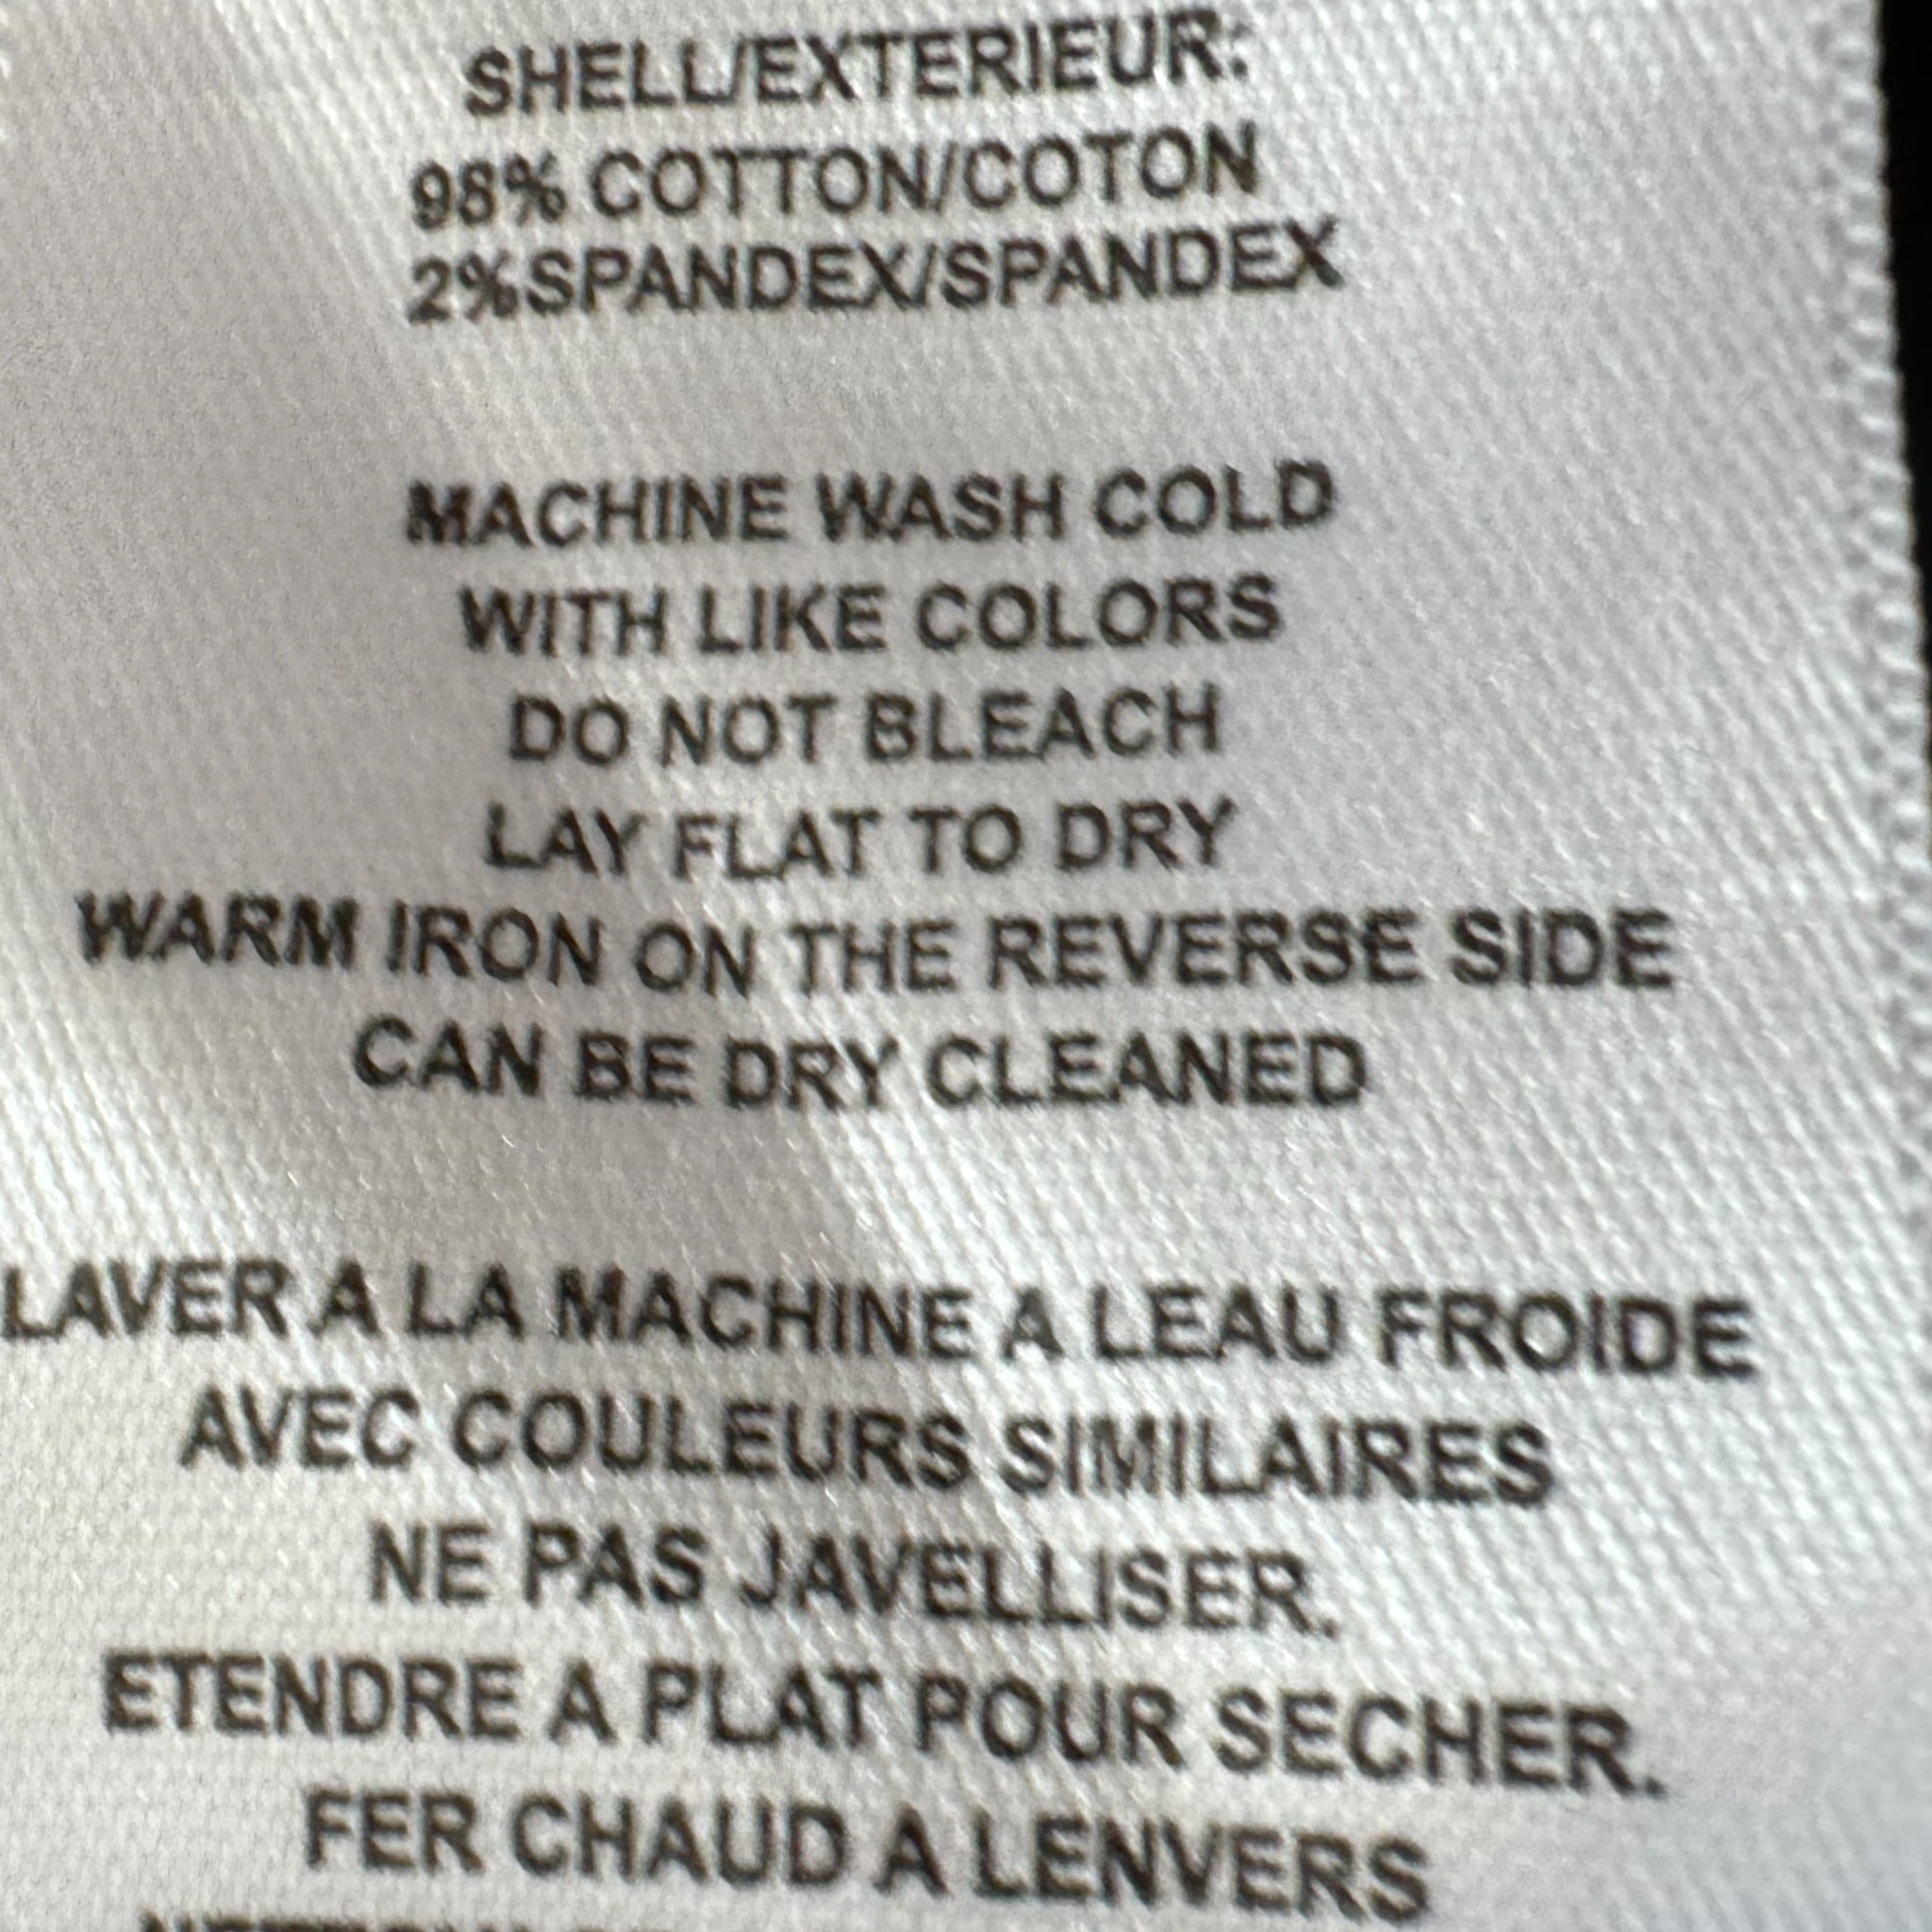 SHELL/EXTERIEUR:
98% COTTON/COTON
2%SPANDEX/SPANDEX
MACHINE WASH COLD
WITH LIKE COLORS
DO NOT BLEACH
LAY FLAT TO DRY
WARM IRON ON THE REVERSE SIDE
CAN BE DRY CLEANED
LAVER A LA MACHINE A LEAU FROIDE
AVEC COULEURS SIMILAIRES
NE PAS JAVELLISER.
ETENDRE A PLAT POUR SECHER.
FER CHAUD A LENVERS